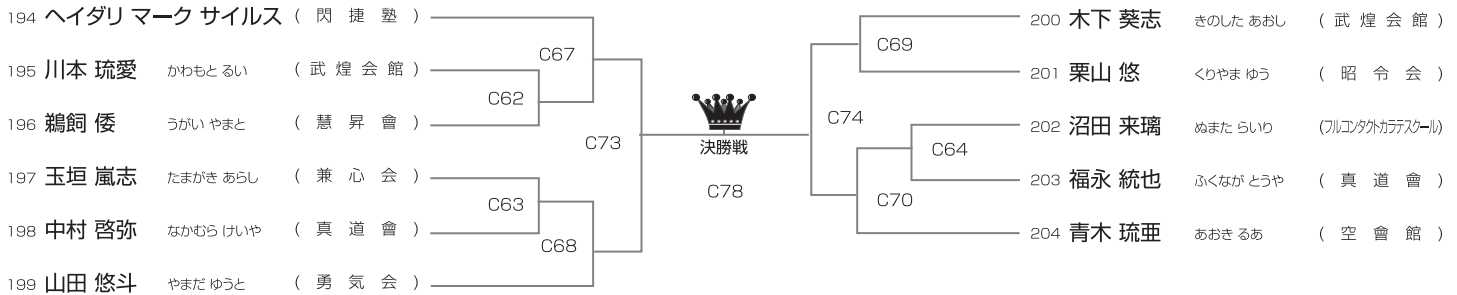 194 ヘイダリ マーク サイルス ( 閃 捷 塾 )
195 川本 琉愛 かわもと るい ( 武 煌 会 館 )
196 鵜飼 倭 うがい やまと ( 慧 昇 會 )
197 玉垣 嵐志 たまがき あらし ( 兼 心 会 )
198 中村 啓弥 なかむら けいや ( 真 道 會 )
199 山田 悠斗 やまだ ゆうと ( 勇 気 会 )
C67
C62
C73
C63
C68
決勝戦
C78
C69
C74
C64
C70
200 木下 葵志 きのした あおし ( 武 煌 会 館 )
201 栗山 悠 くりやま ゆう ( 昭 令 会 )
202 沼田 来璃 ぬまた らいり (フルコンタクトカラテスクール)
203 福永 統也 ふくなが とうや ( 真 道 會 )
204 青木 琉亜 あおき るあ ( 空 會 館 )